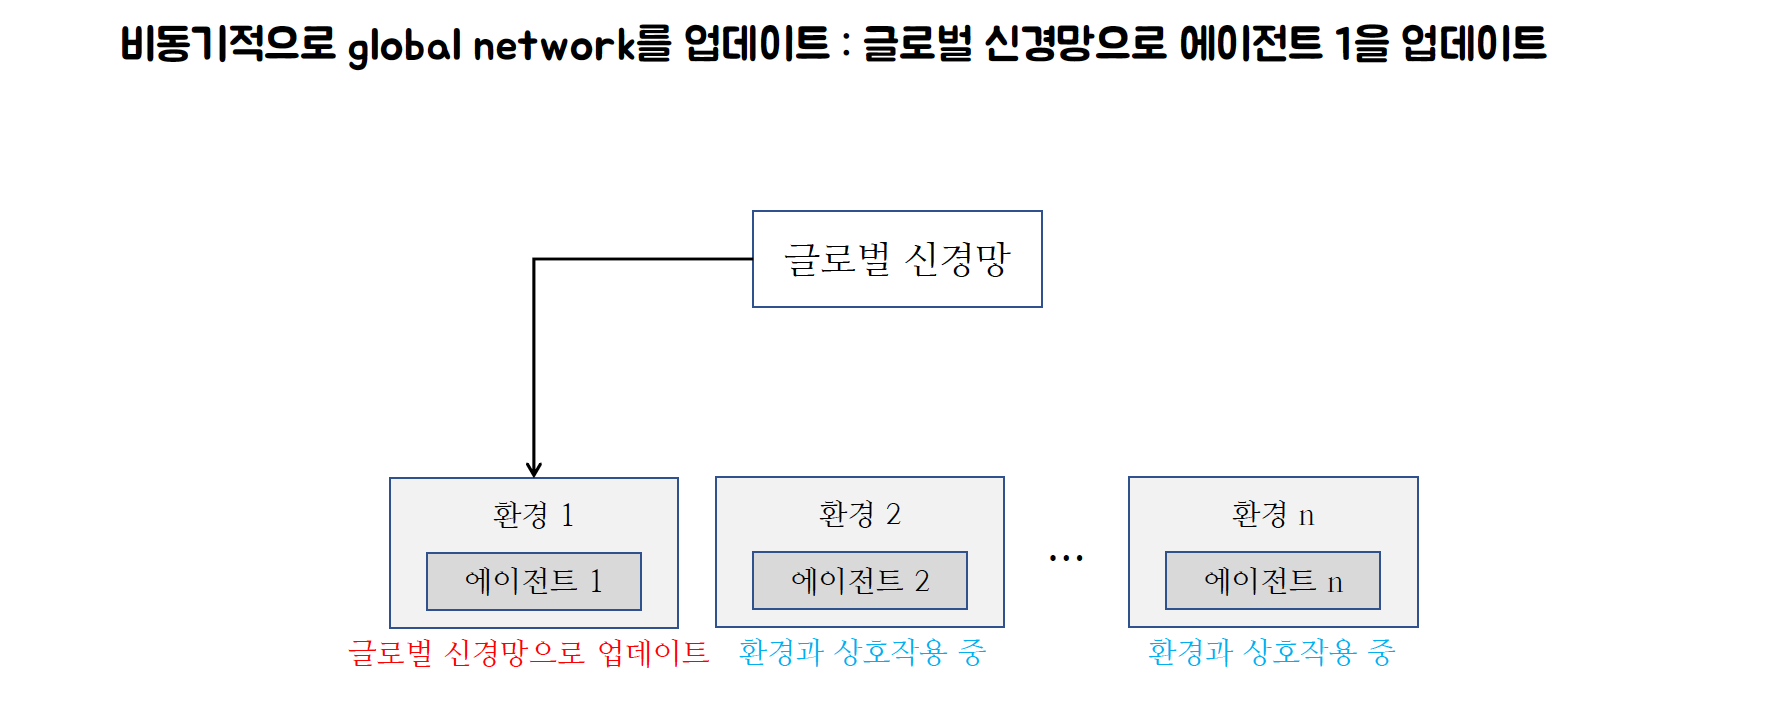 비동기적으로 global network를 업데이트 : 글로벌 신경망으로 에이전트 1을 업데이트
글로벌 신경망
환경 1
에이전트 1
글로벌 신경망으로 업데이트
환경 2
에이전트 2
환경과 상호작용 중
...
환경 n
에이전트 n
환경과 상호작용 중